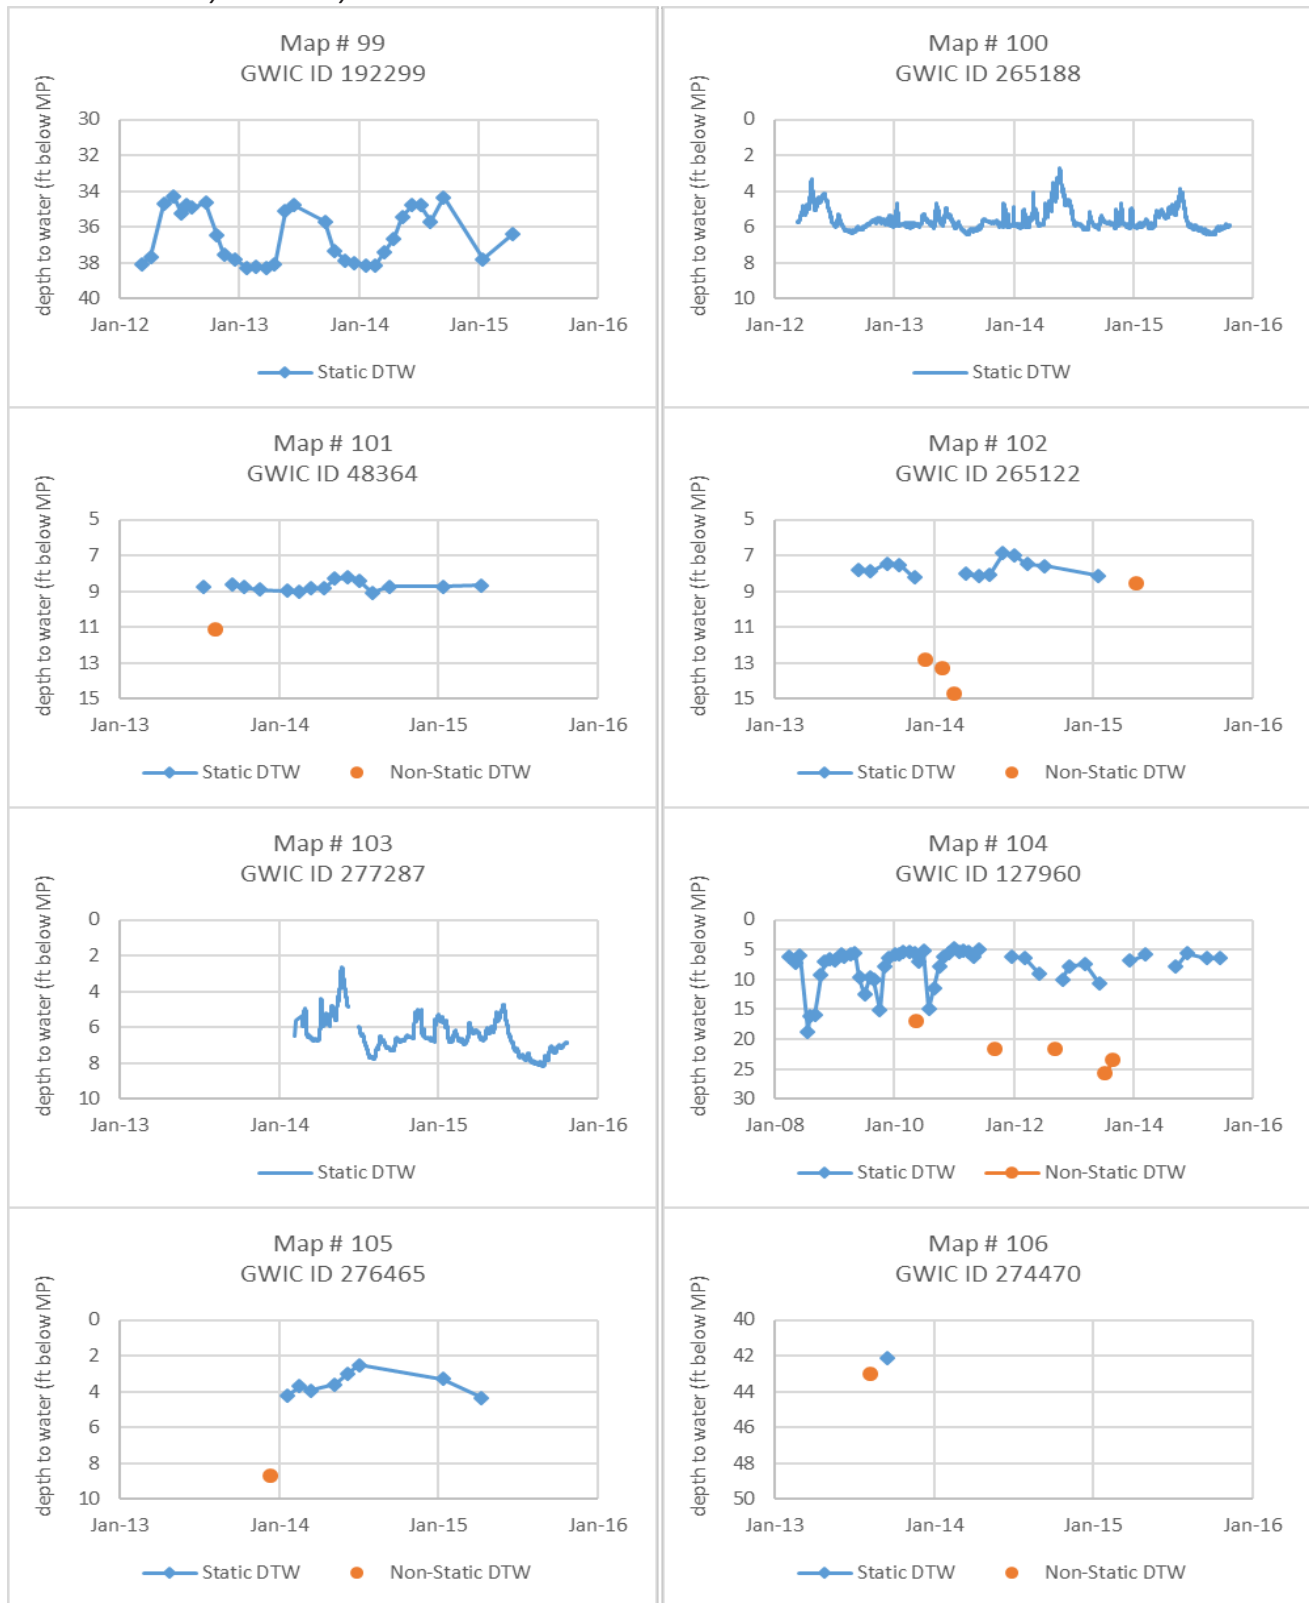 Map # 99
GWIC ID 192299
depth to water (ft below MP)
30
32
34
36
38
40
Jan-12 Jan-13 Jan-14 Jan-15 Jan-16
Static DTW
Map # 100
GWIC ID 265188
depth to water (ft below MP)
0
2
4
6
8
10
Jan-12 Jan-13 Jan-14 Jan-15 Jan-16
Static DTW
Map # 101
GWIC ID 48364
depth to water (ft below MP)
5
7
9
11
13
15
Jan-13 Jan-14 Jan-15 Jan-16
Static DTW Non-Static DTW
Map # 102
GWIC ID 265122
depth to water (ft below MP)
5
7
9
11
13
15
Jan-13 Jan-14 Jan-15 Jan-16
Static DTW Non-Static DTW
Map # 103
GWIC ID 277287
depth to water (ft below MP)
0
2
4
6
8
10
Jan-13 Jan-14 Jan-15 Jan-16
Static DTW
Map # 104
GWIC ID 127960
depth to water (ft below MP)
0
5
10
15
20
25
30
Jan-08 Jan-10 Jan-12 Jan-14 Jan-16
Static DTW Non-Static DTW
Map # 105
GWIC ID 276465
depth to water (ft below MP)
0
2
4
6
8
10
Jan-13 Jan-14 Jan-15 Jan-16
Static DTW Non-Static DTW
Map # 106
GWIC ID 274470
depth to water (ft below MP)
40
42
44
46
48
50
Jan-13 Jan-14 Jan-15 Jan-16
Static DTW Non-Static DTW